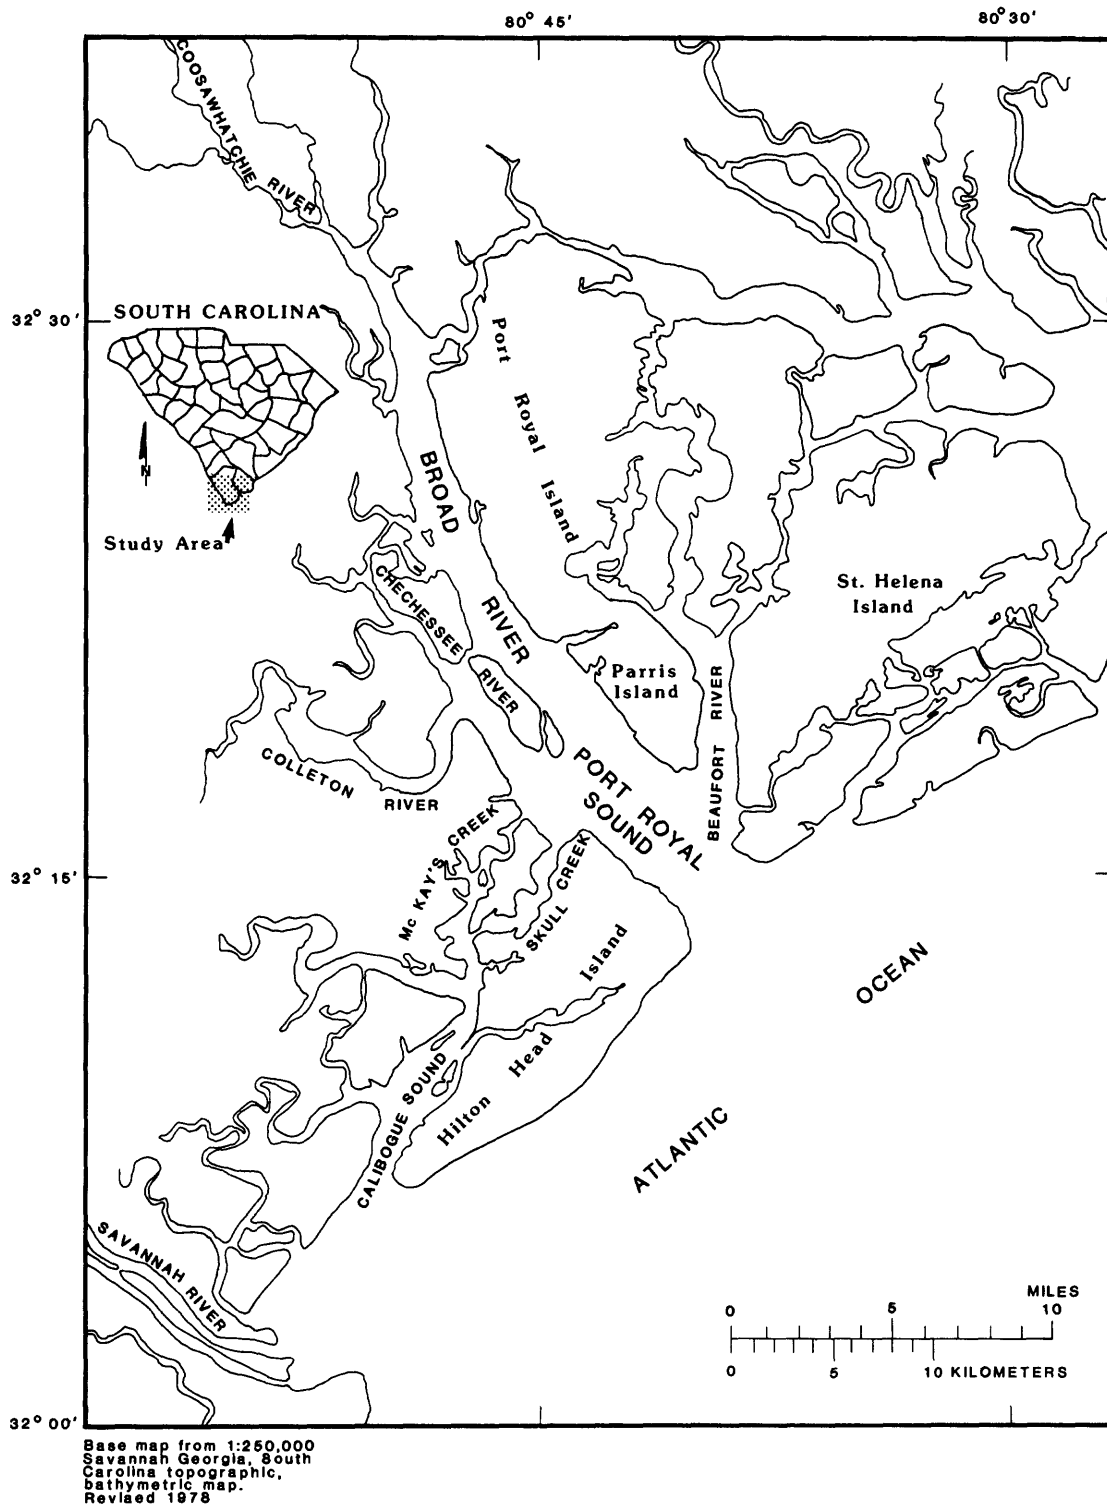 80° 45'
80° 30'
COOSAWHATCHIE RIVER
32° 30'
SOUTH CAROLINA
N
Study Area
Port Royal Island
BROAD RIVER
CHECHESSEE RIVER
St. Helena
Island
Parris
Island
BEAUFORT RIVER
COLLETON RIVER
PORT ROYAL
SOUND
32° 15'
Mc KAY'S CREEK
SKULL CREEK
Hilton Head Island
CALIBOGUE SOUND
ATLANTIC OCEAN
SAVANNAH RIVER
MILES
0 5 10
0 5 10 KILOMETERS
32° 00'
Base map from 1:250,000
Savannah Georgia, South
Carolina topographic,
bathymetric map.
Revised 1978